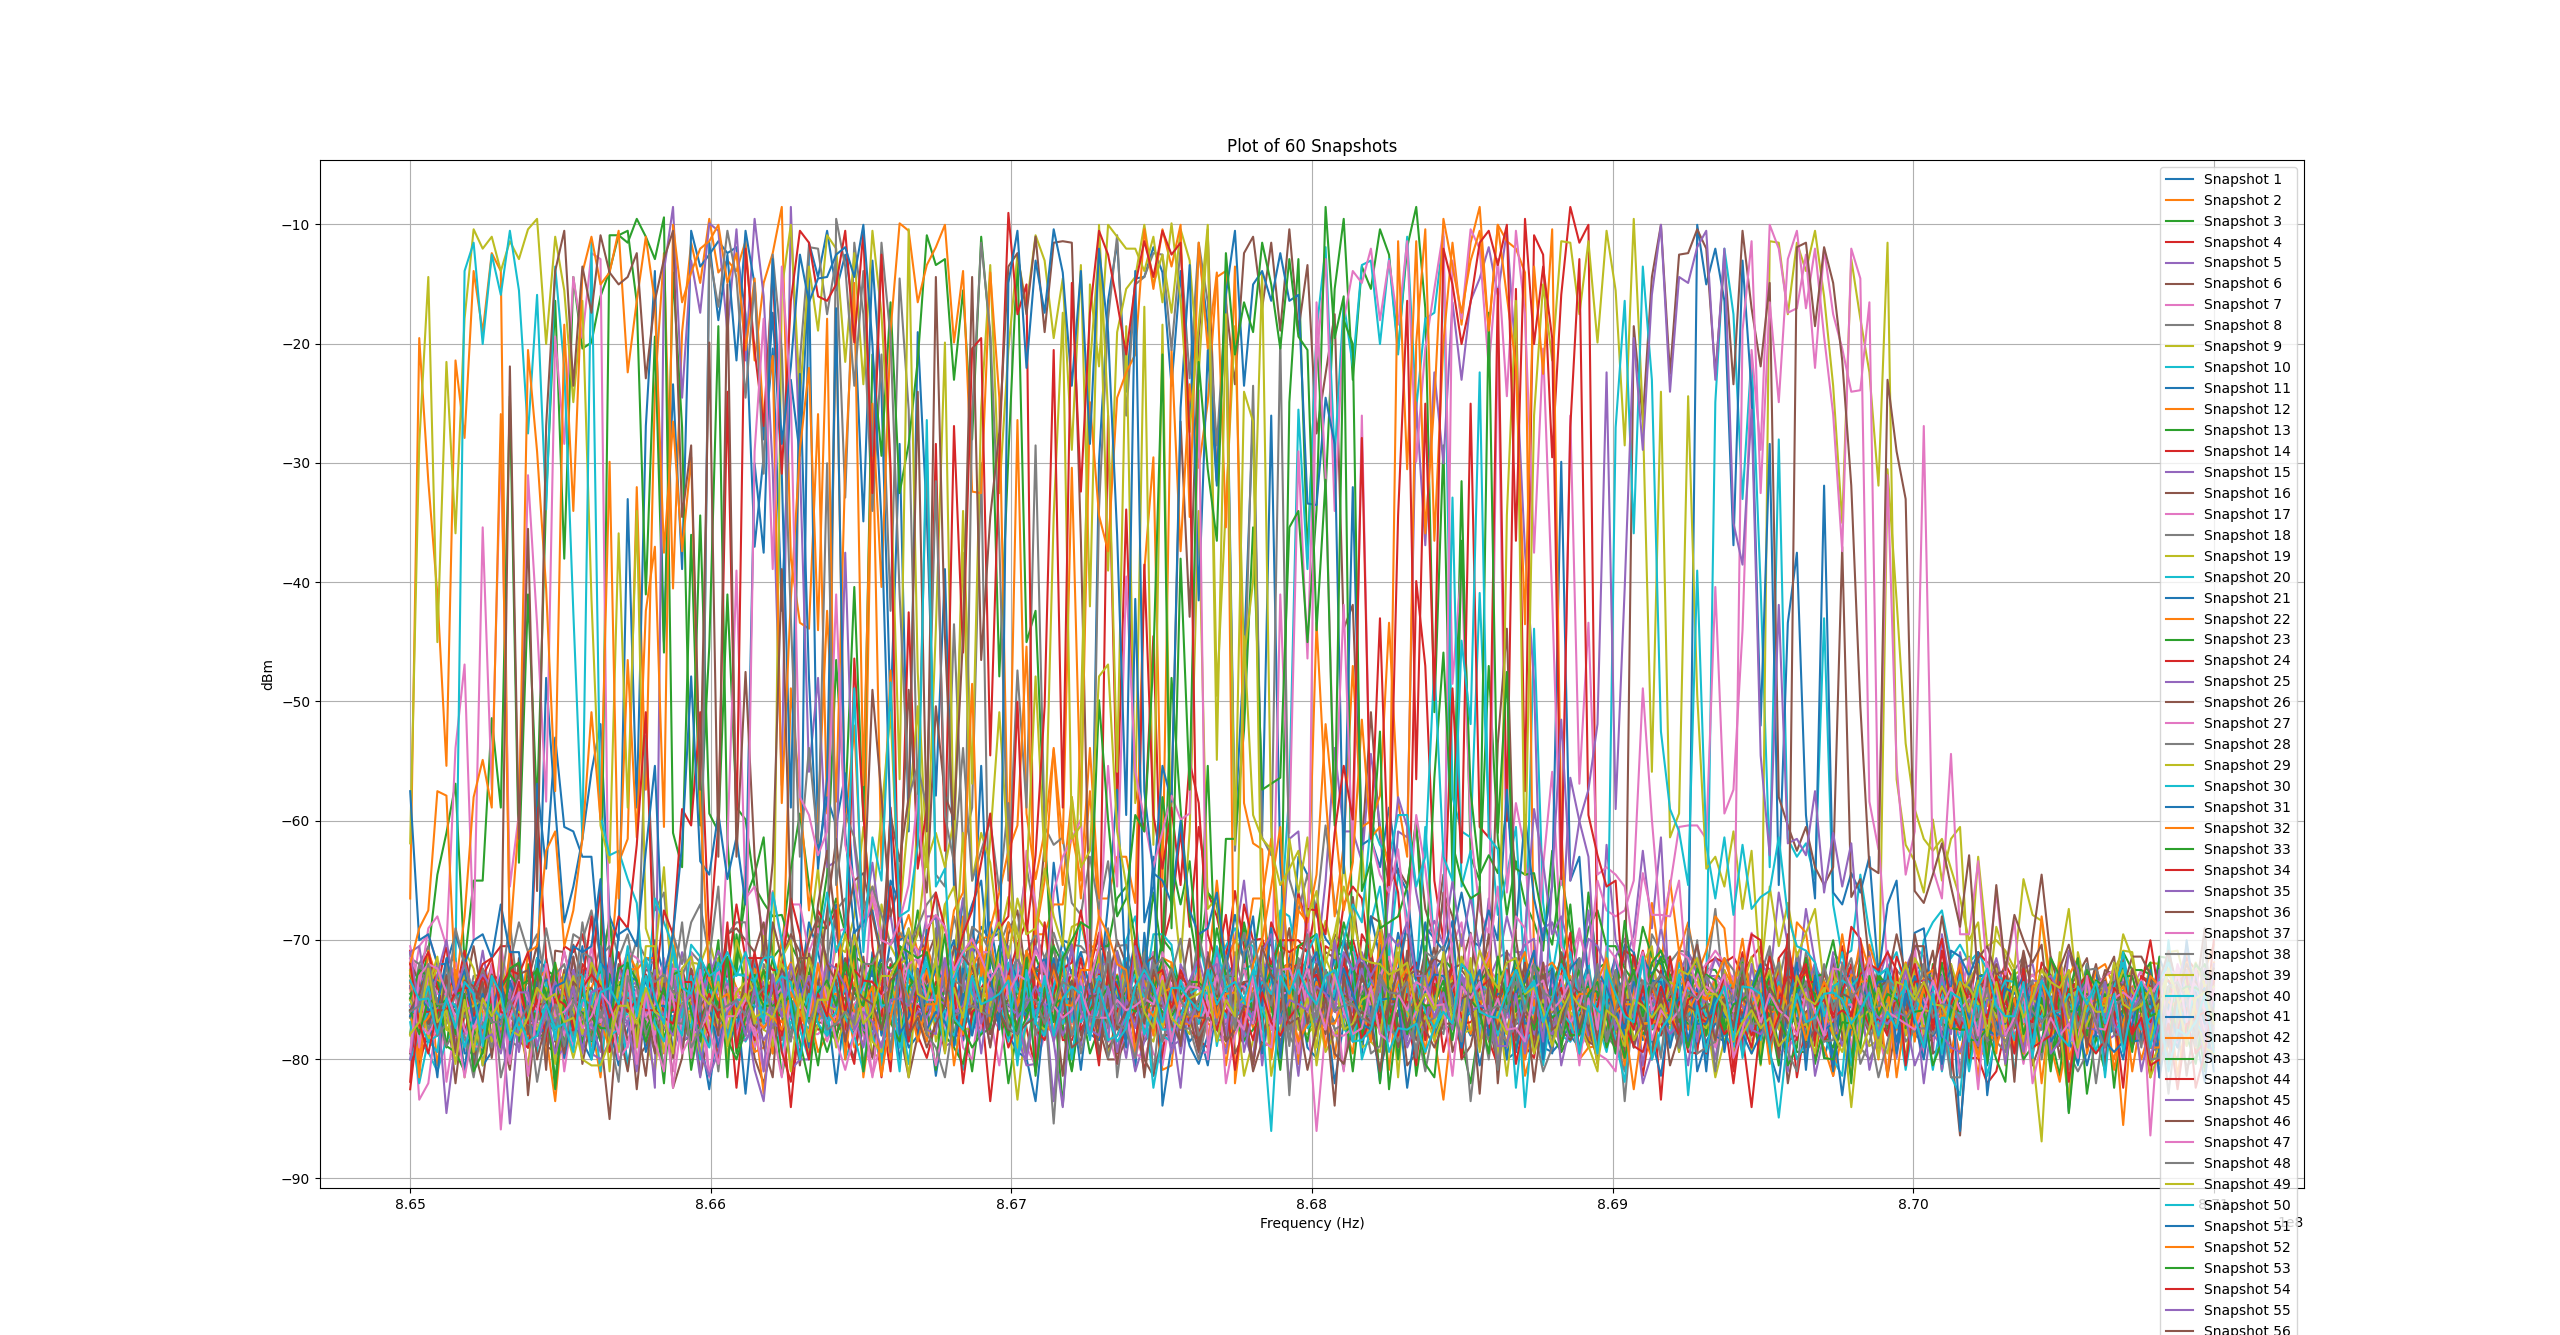 Plot of 60 Snapshots
−10
−20
−30
−40
−50
−60
−70
−80
−90
dBm
8.65
8.66
8.67
8.68
8.69
8.70
8.71
1e8
Frequency (Hz)
Snapshot 1
Snapshot 2
Snapshot 3
Snapshot 4
Snapshot 5
Snapshot 6
Snapshot 7
Snapshot 8
Snapshot 9
Snapshot 10
Snapshot 11
Snapshot 12
Snapshot 13
Snapshot 14
Snapshot 15
Snapshot 16
Snapshot 17
Snapshot 18
Snapshot 19
Snapshot 20
Snapshot 21
Snapshot 22
Snapshot 23
Snapshot 24
Snapshot 25
Snapshot 26
Snapshot 27
Snapshot 28
Snapshot 29
Snapshot 30
Snapshot 31
Snapshot 32
Snapshot 33
Snapshot 34
Snapshot 35
Snapshot 36
Snapshot 37
Snapshot 38
Snapshot 39
Snapshot 40
Snapshot 41
Snapshot 42
Snapshot 43
Snapshot 44
Snapshot 45
Snapshot 46
Snapshot 47
Snapshot 48
Snapshot 49
Snapshot 50
Snapshot 51
Snapshot 52
Snapshot 53
Snapshot 54
Snapshot 55
Snapshot 56